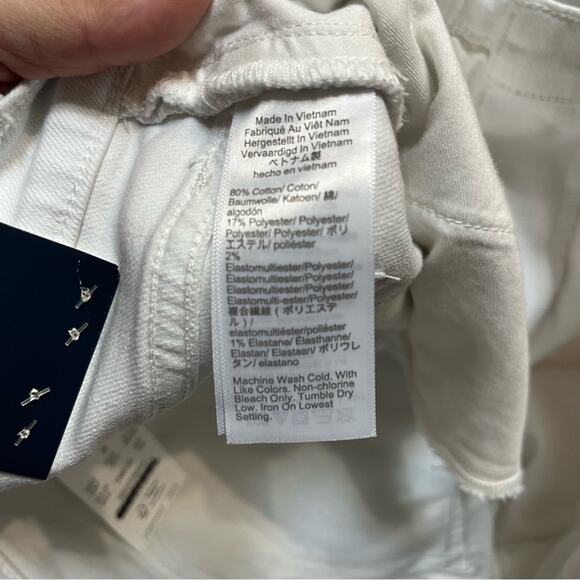 Made In Vietnam
Fabriqué Au Viêt Nam
Hergestellt In Vietnam
Vervaardigd In Vietnam
ベトナム製
hecho en vietnam
80% Cotton/ Coton/
Baumwolle/ Katoen/ 綿/
algodón
17% Polyester/ Polyester/
Polyester/ Polyester/ ポリ
エステル/ poliéster
2%
Elastomultiester/Polyester/
Elastomultiester/Polyester/
Elastomultiester/Polyester/
Elastomulti-ester/Polyester/
複合繊維（ポリエステ
ル）/
elastomultiéster/poliéster
1% Elastane/ Élasthanne/
Elastan/ Elastaan/ ポリウレ
タン/ elastano
Machine Wash Cold. With
Like Colors. Non-chlorine
Bleach Only. Tumble Dry
Low. Iron On Lowest
Setting.